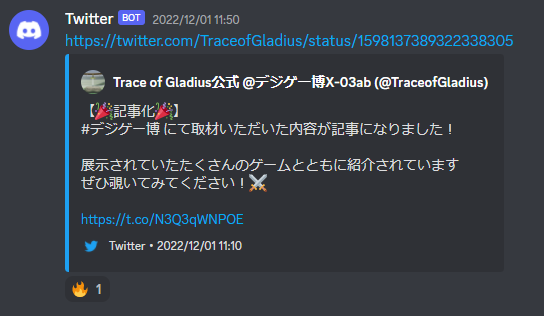 Twitter BOT 2022/12/01 11:50
https://twitter.com/TraceofGladius/status/1598137389322338305
Trace of Gladius公式 @デジゲー博X-03ab (@TraceofGladius)
【🎉記事化🎉】
#デジゲー博 にて取材いただいた内容が記事になりました！
展示されていたたくさんのゲームとともに紹介されています
ぜひ覗いてみてください！⚔️
https://t.co/N3Q3qWNPOE
Twitter • 2022/12/01 11:10
🔥 1